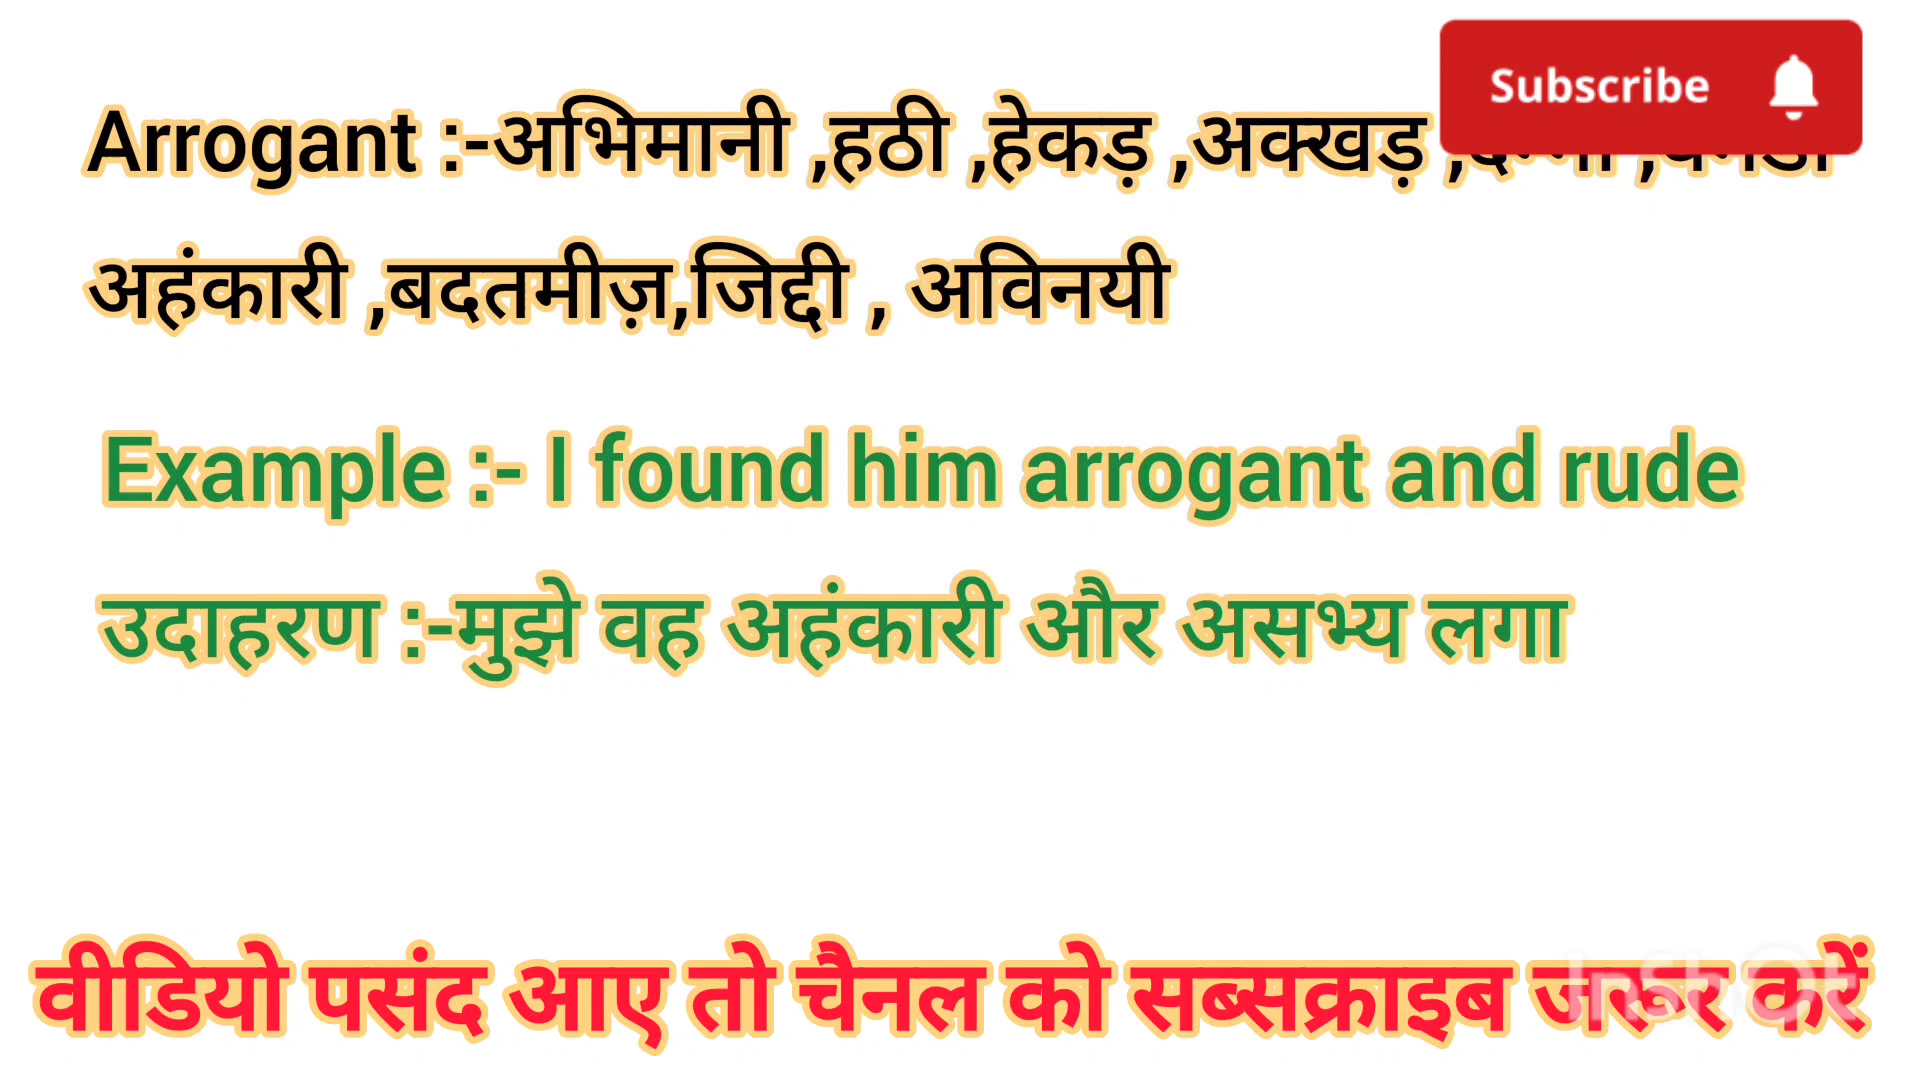 Subscribe
Arrogant :-अभिमानी ,हठी ,हेकड़ ,अक्खड़
अहंकारी ,बदतमीज़,जिद्दी , अविनयी
Example :- I found him arrogant and rude
उदाहरण :-मुझे वह अहंकारी और असभ्य लगा
वीडियो पसंद आए तो चैनल को सब्सक्राइब जरूर करें
InShot